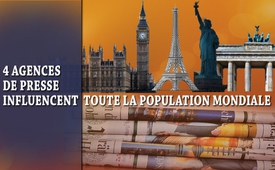 4 AGENCES
DE PRESSE
INFLUENCENT TOUTE LA POPULATION MONDIALE